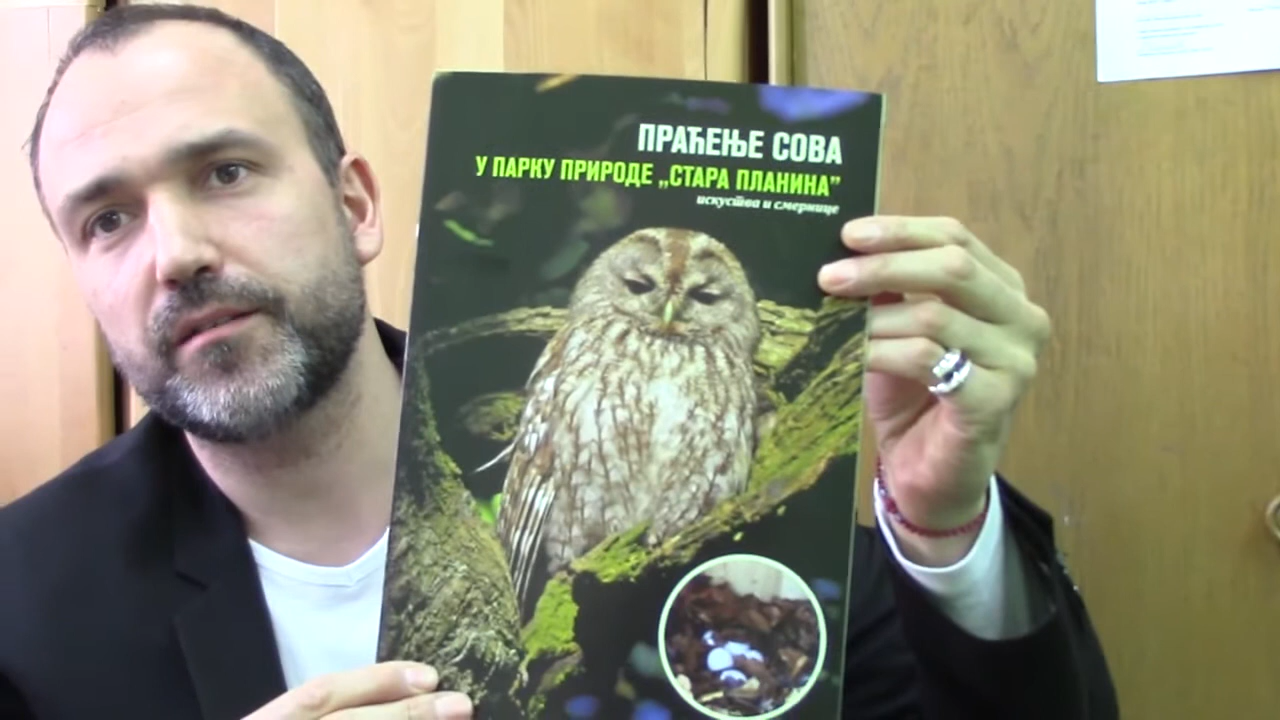 ПРАЋЕЊЕ СОВА
У ПАРКУ ПРИРОДЕ „СТАРА ПЛАНИНА”
искуства и смернице